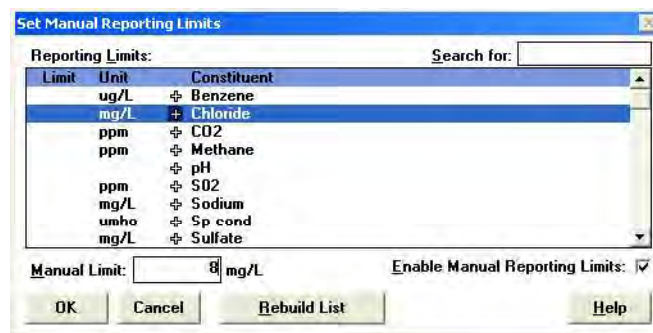 Set Manual Reporting Limits
Reporting Limits: Search for:
Limit Unit Constituent
ug/L Benzene
mg/L Chloride
ppm CO2
ppm Methane
pH
ppm SO2
mg/L Sodium
umho Sp cond
mg/L Sulfate
Manual Limit: 8 mg/L Enable Manual Reporting Limits:
OK Cancel Rebuild List Help